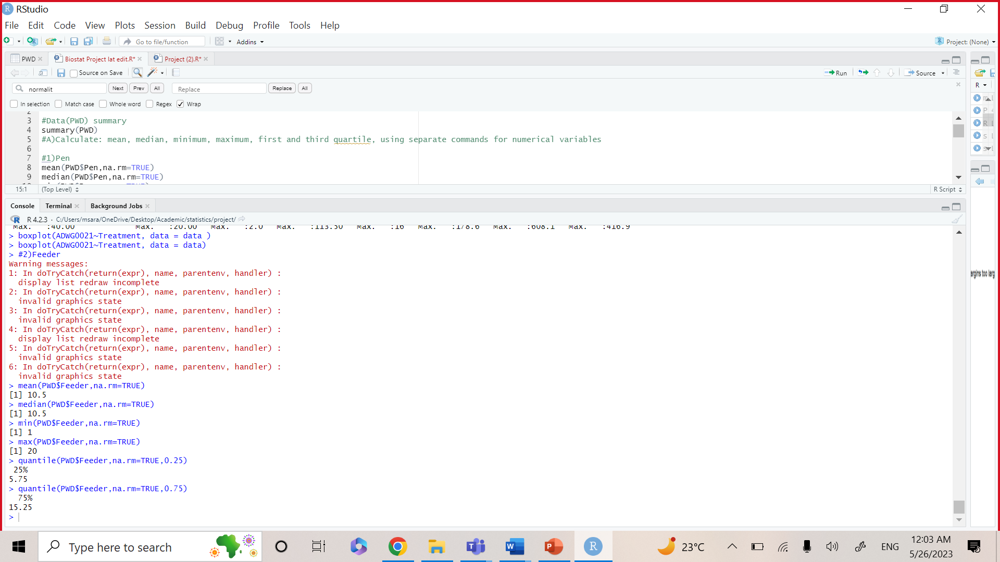 RStudio
File Edit Code View Plots Session Build Debug Profile Tools Help
Go to file/function Addins Project: (None)
PWD Biostat Project lat edit.R* Project (2).R*
Source on Save Run Source
normalit Next Prev All Replace Replace All
In selection Match case Whole word Regex Wrap
R
2
3 #Data(PWD) summary
4 summary(PWD)
5 #A)Calculate: mean, median, minimum, maximum, first and third quartile, using separate commands for numerical variables
6
7 #1)Pen
8 mean(PWD$Pen,na.rm=TRUE)
9 median(PWD$Pen,na.rm=TRUE)
15:1 (Top Level) R Script
Console Terminal Background Jobs
R 4.2.3 · C:/Users/msara/OneDrive/Desktop/Academic/statistics/project/
Max. :40.00 Max. :20.00 Max. :2.0 Max. :113.50 Max. :16 Max. :178.6 Max. :608.1 Max. :416.9
> boxplot(ADWG0021~Treatment, data = data )
> boxplot(ADWG0021~Treatment, data = data)
> #2)Feeder
Warning messages:
1: In doTryCatch(return(expr), name, parentenv, handler) :
display list redraw incomplete
2: In doTryCatch(return(expr), name, parentenv, handler) :
invalid graphics state
3: In doTryCatch(return(expr), name, parentenv, handler) :
invalid graphics state
4: In doTryCatch(return(expr), name, parentenv, handler) :
display list redraw incomplete
5: In doTryCatch(return(expr), name, parentenv, handler) :
invalid graphics state
6: In doTryCatch(return(expr), name, parentenv, handler) :
invalid graphics state
> mean(PWD$Feeder,na.rm=TRUE)
[1] 10.5
> median(PWD$Feeder,na.rm=TRUE)
[1] 10.5
> min(PWD$Feeder,na.rm=TRUE)
[1] 1
> max(PWD$Feeder,na.rm=TRUE)
[1] 20
> quantile(PWD$Feeder,na.rm=TRUE,0.25)
25%
5.75
> quantile(PWD$Feeder,na.rm=TRUE,0.75)
75%
15.25
>
Type here to search 23°C ENG 12:03 AM
5/26/2023